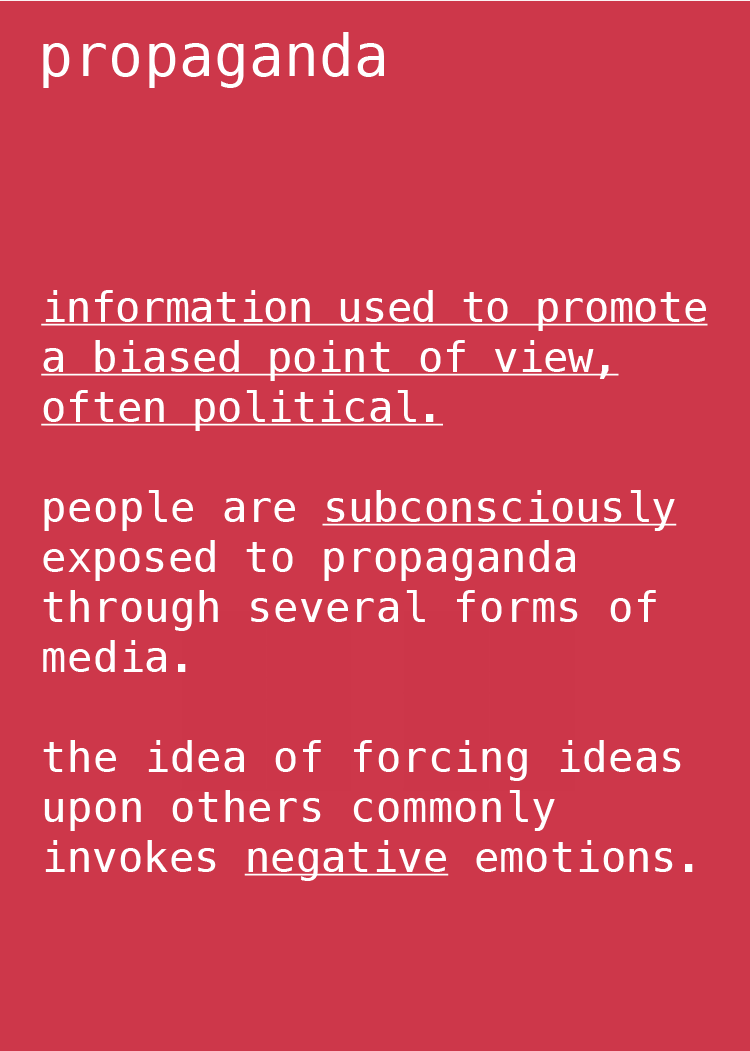 propaganda
information used to promote
a biased point of view,
often political.
people are subconsciously
exposed to propaganda
through several forms of
media.
the idea of forcing ideas
upon others commonly
invokes negative emotions.